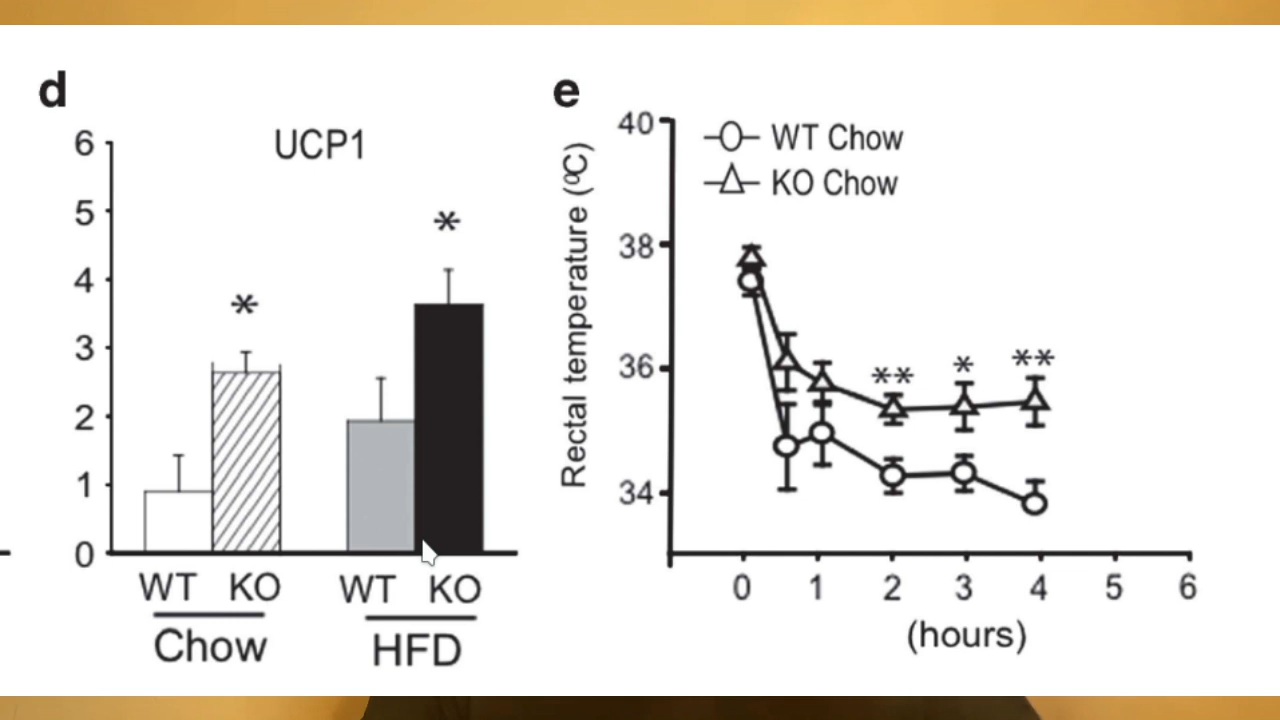 d
UCP1
6
5
4
3
2
1
0
*
*
WT KO WT KO
Chow HFD
e
Rectal temperature (ºC)
40
38
36
34
WT Chow
KO Chow
** * **
0 1 2 3 4 5 6
(hours)